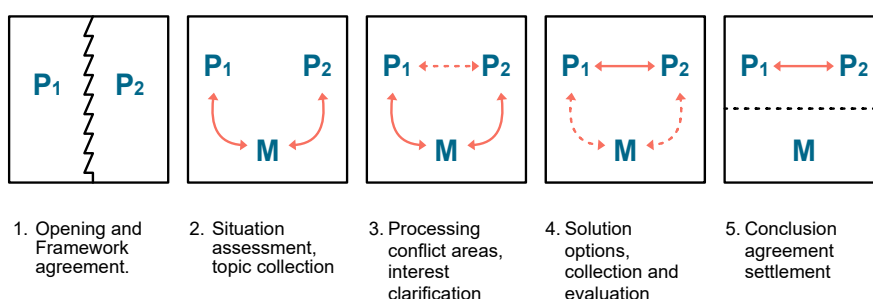 P1 P2
P1 P2
M
P1 P2
M
P1 P2
M
P1 P2
M
1. Opening and
Framework
agreement.
2. Situation
assessment,
topic collection
3. Processing
conflict areas,
interest
clarification
4. Solution
options,
collection and
evaluation
5. Conclusion
agreement
settlement